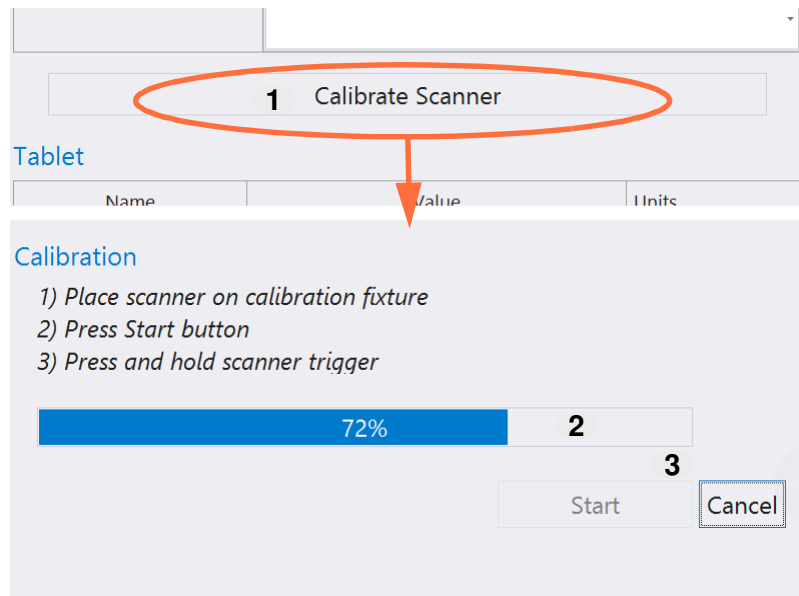 1 Calibrate Scanner
Tablet
Name Value Units
Calibration
1) Place scanner on calibration fixture
2) Press Start button
3) Press and hold scanner trigger
72% 2
3
Start Cancel